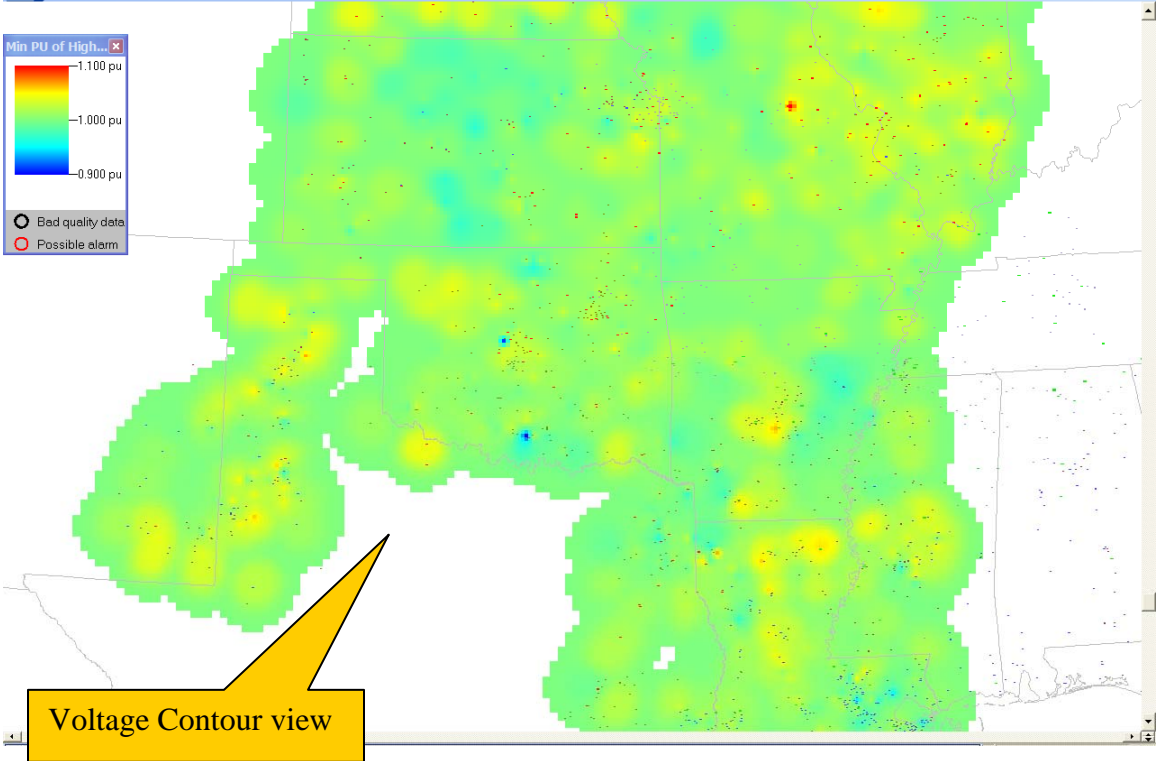 Min PU of High...
1.100 pu
1.000 pu
0.900 pu
Bad quality data
Possible alarm
Voltage Contour view